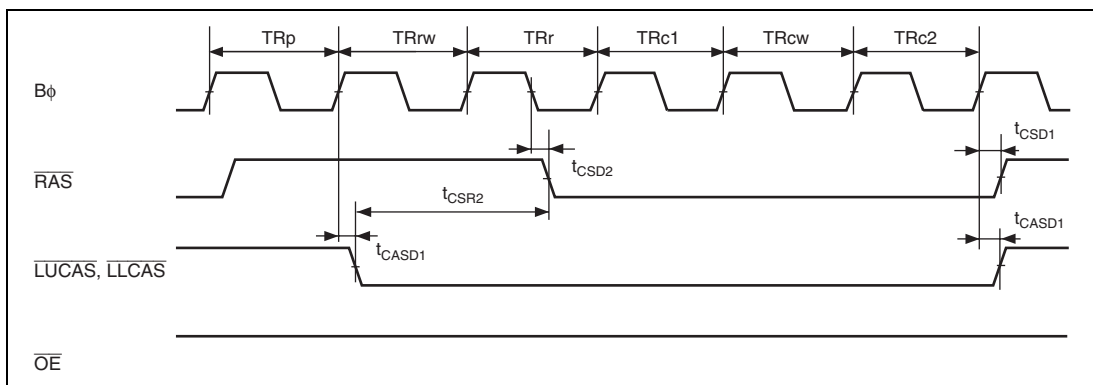 TRp TRrw TRr TRc1 TRcw TRc2
Bϕ
tCSD1
RAS
tCSD2
tCSR2
tCASD1
tCASD1
LUCAS, LLCAS
OE